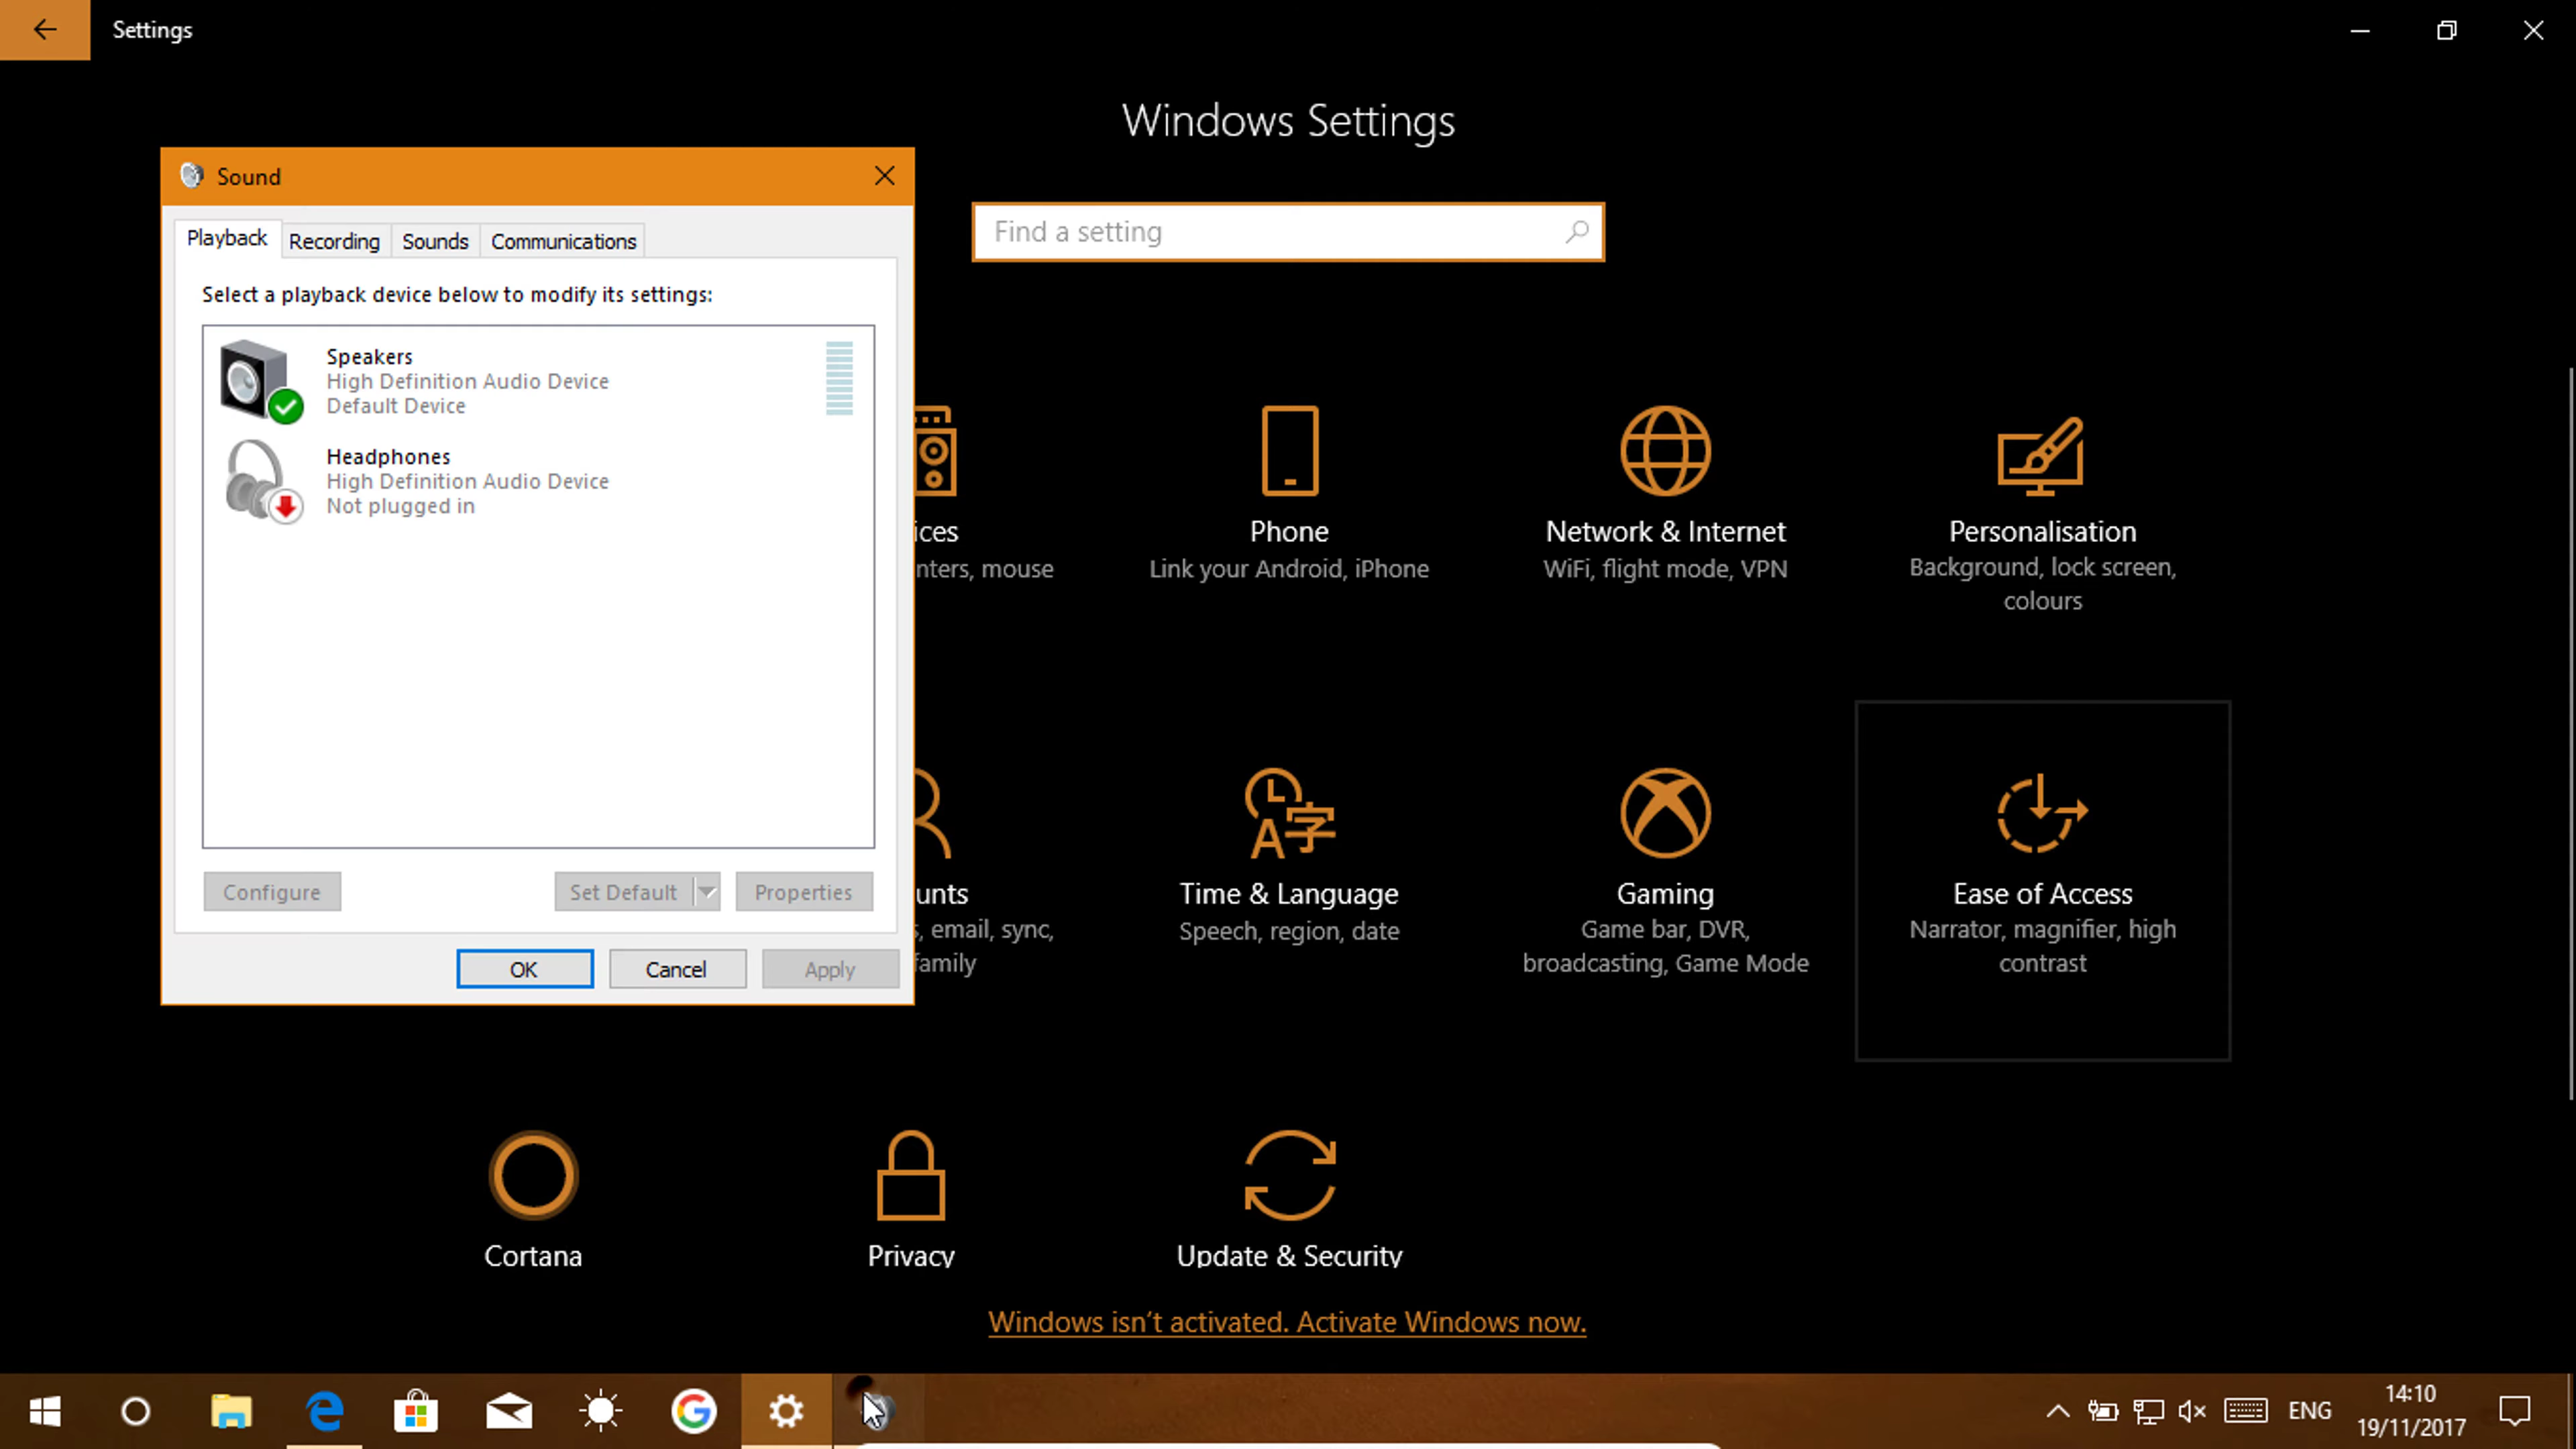 Settings
Windows Settings
Find a setting
Sound
Playback
Recording
Sounds
Communications
Select a playback device below to modify its settings:
Speakers
High Definition Audio Device
Default Device
Headphones
High Definition Audio Device
Not plugged in
Configure
Set Default
Properties
OK
Cancel
Apply
ices
nters, mouse
Phone
Link your Android, iPhone
Network & Internet
WiFi, flight mode, VPN
Personalisation
Background, lock screen,
colours
unts
s, email, sync,
family
Time & Language
Speech, region, date
Gaming
Game bar, DVR,
broadcasting, Game Mode
Ease of Access
Narrator, magnifier, high
contrast
Cortana
Privacy
Update & Security
Windows isn't activated. Activate Windows now.
ENG
14:10
19/11/2017